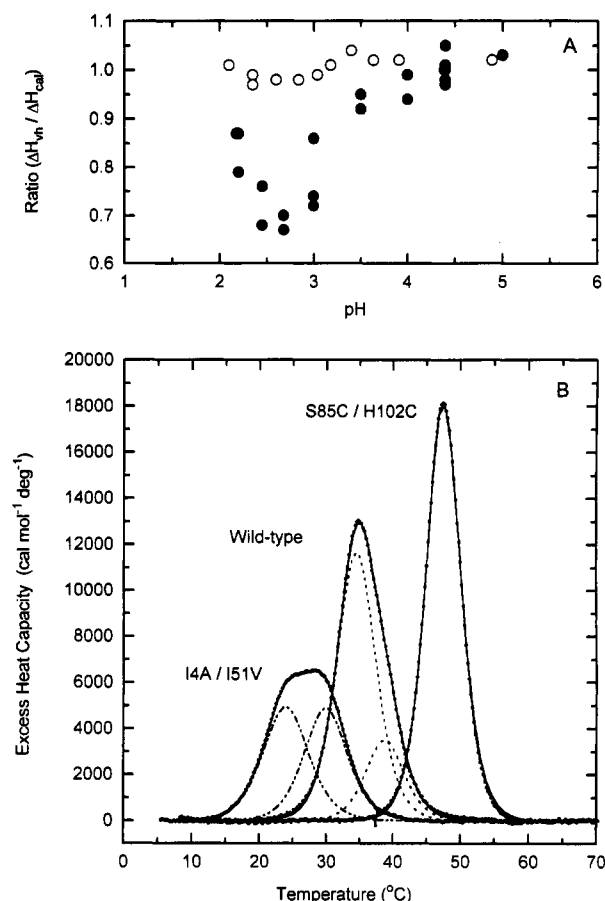 A
1.1
1.0
0.9
0.8
0.7
0.6
Ratio (ΔH_vh / ΔH_cal)
1 2 3 4 5 6
pH
B
20000
18000
16000
14000
12000
10000
8000
6000
4000
2000
0
Excess Heat Capacity (cal mol⁻¹ deg⁻¹)
S85C / H102C
Wild-type
I4A / I51V
0 10 20 30 40 50 60 70
Temperature (°C)